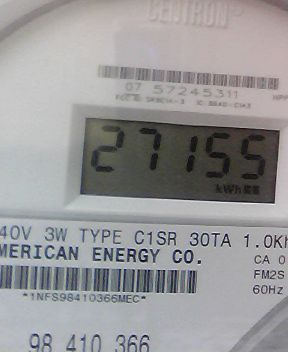 CENTRON®
07 57245311
27155
kWh
40V 3W TYPE C1SR 30TA 1.0Kh
MERICAN ENERGY CO.
CA 0
FM2S
*1NFS98410366MEC*
60Hz
98 410 366